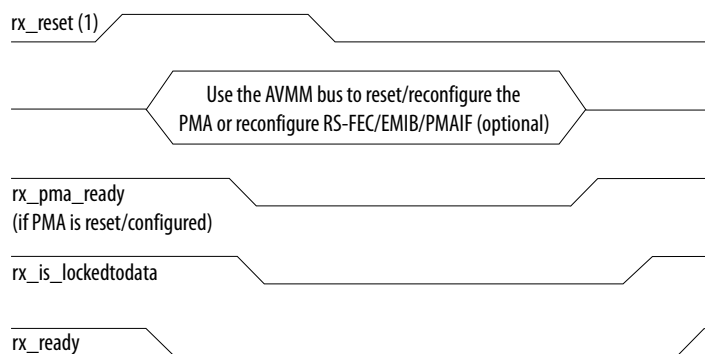 rx_reset (1)
Use the AVMM bus to reset/reconfigure the
PMA or reconfigure RS-FEC/EMIB/PMAIF (optional)
rx_pma_ready
(if PMA is reset/configured)
rx_is_lockedtodata
rx_ready